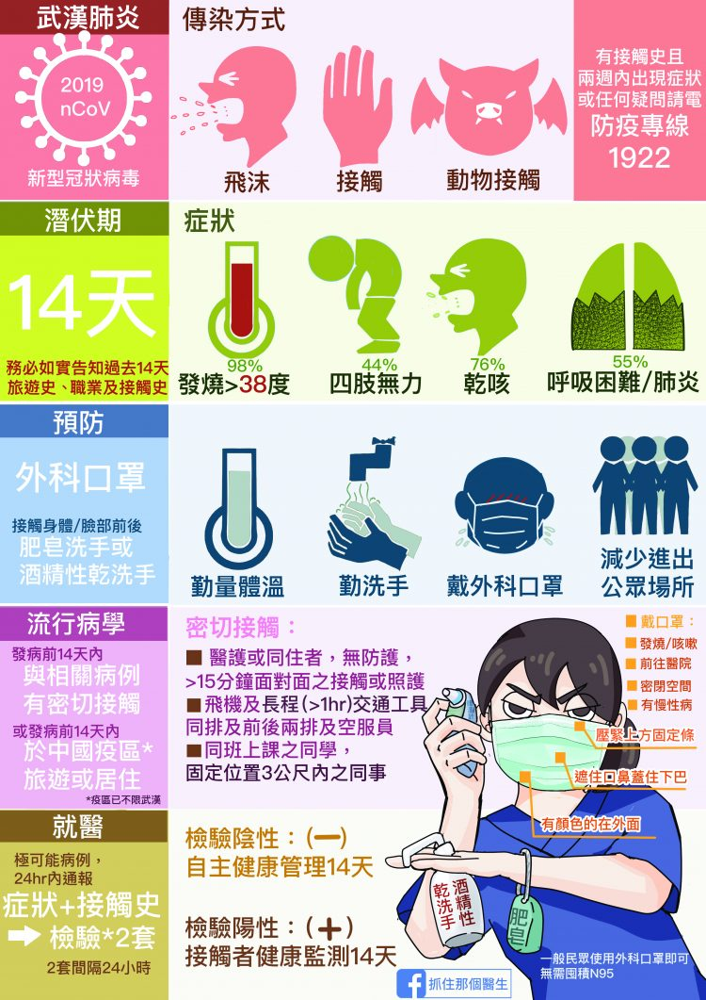 武漢肺炎
2019
nCoV
新型冠狀病毒
傳染方式
飛沫
接觸
動物接觸
有接觸史且
兩週內出現症狀
或任何疑問請電
防疫專線
1922
潛伏期
14天
務必如實告知過去14天
旅遊史、職業及接觸史
症狀
98%
發燒>38度
44%
四肢無力
76%
乾咳
55%
呼吸困難/肺炎
預防
外科口罩
接觸身體/臉部前後
肥皂洗手或
酒精性乾洗手
勤量體溫
勤洗手
戴外科口罩
減少進出
公眾場所
流行病學
發病前14天內
與相關病例
有密切接觸
或發病前14天內
於中國疫區*
旅遊或居住
*疫區已不限武漢
密切接觸：
■ 醫護或同住者，無防護，
>15分鐘面對面之接觸或照護
■飛機及長程(>1hr)交通工具
同排及前後兩排及空服員
■同班上課之同學，
固定位置3公尺內之同事
■ 戴口罩：
■ 發燒/咳嗽
■ 前往醫院
■ 密閉空間
■ 有慢性病
壓緊上方固定條
遮住口鼻蓋住下巴
有顏色的在外面
就醫
極可能病例，
24hr內通報
症狀+接觸史
➡ 檢驗*2套
2套間隔24小時
檢驗陰性：(—)
自主健康管理14天
檢驗陽性：(+)
接觸者健康監測14天
酒精性
乾洗手
肥皂
一般民眾使用外科口罩即可
無需囤積N95
f 抓住那個醫生